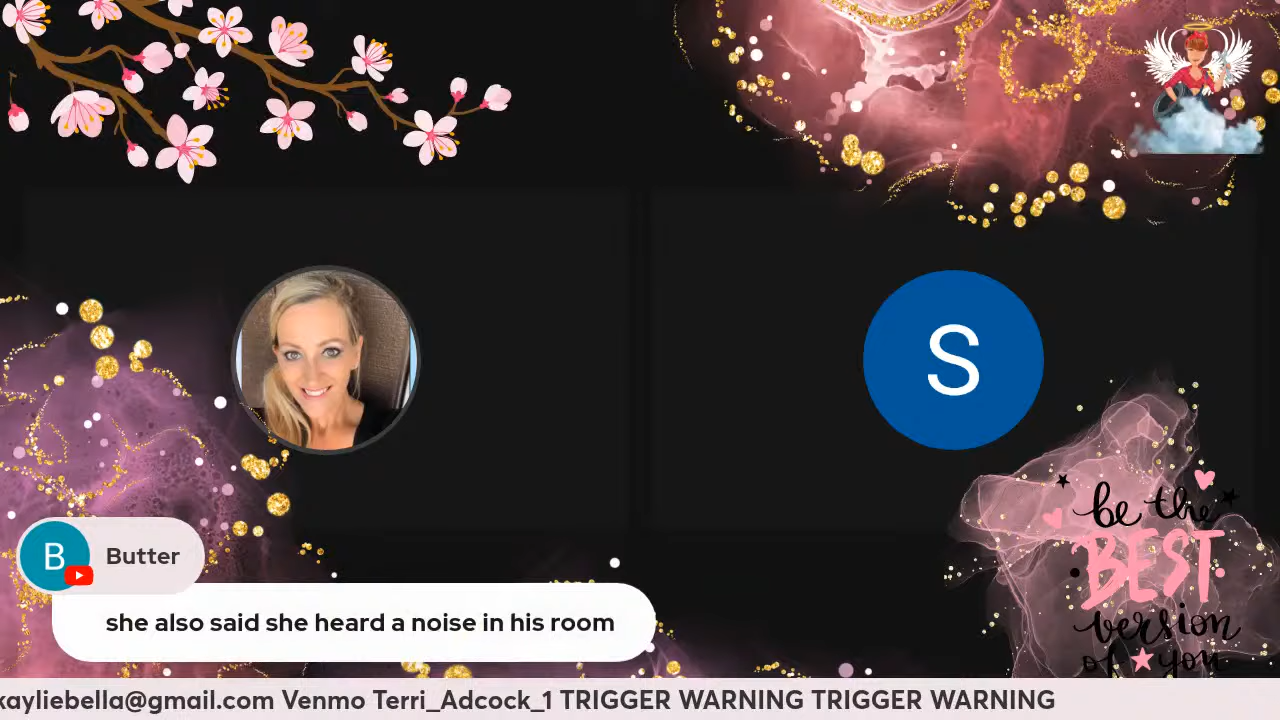 S
be the
BEST
version
of you
B Butter
she also said she heard a noise in his room
kayliebella@gmail.com Venmo Terri_Adcock_1 TRIGGER WARNING TRIGGER WARNING